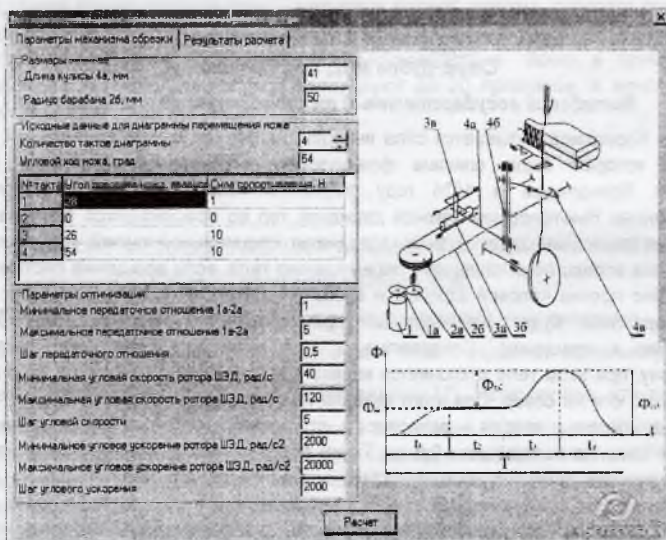 Параметры механизма обрезки Результаты расчета
Размеры
Длина кулисы 4а, мм 41
Радиус барабана 2б, мм 50
Исходные данные для диаграммы перемещения ножа
Количество тактов диаграммы 4
Угловой ход ножа, град 54
№ такта Угол поворота ножа, Сила сопротивления, Н
1 1
2 0 0
3 26 10
4 54 10
Параметры оптимизации
Минимальное передаточное отношение 1а-2а 1
Максимальное передаточное отношение 1а-2а 5
Шаг передаточного отношения 0,5
Минимальная угловая скорость ротора ШЭД, рад/с 40
Максимальная угловая скорость ротора ШЭД, рад/с 120
Шаг угловой скорости 5
Минимальное угловое ускорение ротора ШЭД, рад/с2 2000
Максимальное угловое ускорение ротора ШЭД, рад/с2 20000
Шаг углового ускорения 2000
Расчет
3в 4а 4б
1 1а 2а 2б 3а 3б 4в
Ф
t
t₁ t₂ t₃ t₄
T